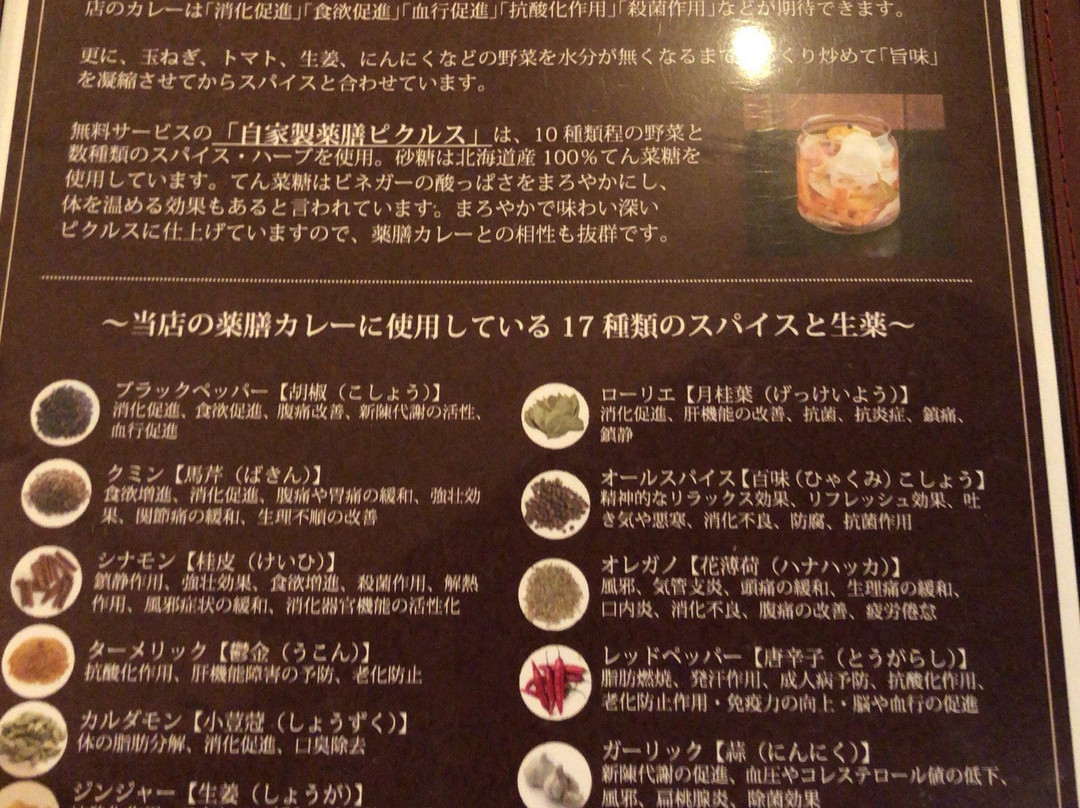 店のカレーは「消化促進」「食欲促進」「血行促進」「抗酸化作用」「殺菌作用」などが期待できます。
更に、玉ねぎ、トマト、生姜、にんにくなどの野菜を水分が無くなるまで くり炒めて「旨味」
を凝縮させてからスパイスと合わせています。
無料サービスの「自家製薬膳ピクルス」は、10種類程の野菜と
数種類のスパイス・ハーブを使用。砂糖は北海道産100%てん菜糖を
使用しています。てん菜糖はビネガーの酸っぱさをまろやかにし、
体を温める効果もあると言われています。まろやかで味わい深い
ピクルスに仕上げていますので、薬膳カレーとの相性も抜群です。
～当店の薬膳カレーに使用している17種類のスパイスと生薬～
ブラックペッパー【胡椒（こしょう）】
消化促進、食欲促進、腹痛改善、新陳代謝の活性、
血行促進
クミン【馬芹（ばきん）】
食欲増進、消化促進、腹痛や胃痛の緩和、強壮効
果、関節痛の緩和、生理不順の改善
シナモン【桂皮（けいひ）】
鎮静作用、強壮効果、食欲増進、殺菌作用、解熱
作用、風邪症状の緩和、消化器官機能の活性化
ターメリック【鬱金（うこん）】
抗酸化作用、肝機能障害の予防、老化防止
カルダモン【小荳蒄（しょうずく）】
体の脂肪分解、消化促進、口臭除去
ジンジャー【生姜（しょうが）】
ローリエ【月桂葉（げっけいよう）】
消化促進、肝機能の改善、抗菌、抗炎症、鎮痛、
鎮静
オールスパイス【百味（ひゃくみ）こしょう】
精神的なリラックス効果、リフレッシュ効果、吐
き気や悪寒、消化不良、防腐、抗菌作用
オレガノ【花薄荷（ハナハッカ）】
風邪、気管支炎、頭痛の緩和、生理痛の緩和、
口内炎、消化不良、腹痛の改善、疲労倦怠
レッドペッパー【唐辛子（とうがらし）】
脂肪燃焼、発汗作用、成人病予防、抗酸化作用、
老化防止作用・免疫力の向上・脳や血行の促進
ガーリック【蒜（にんにく）】
新陳代謝の促進、血圧やコレステロール値の低下、
風邪、扁桃腺炎、除菌効果